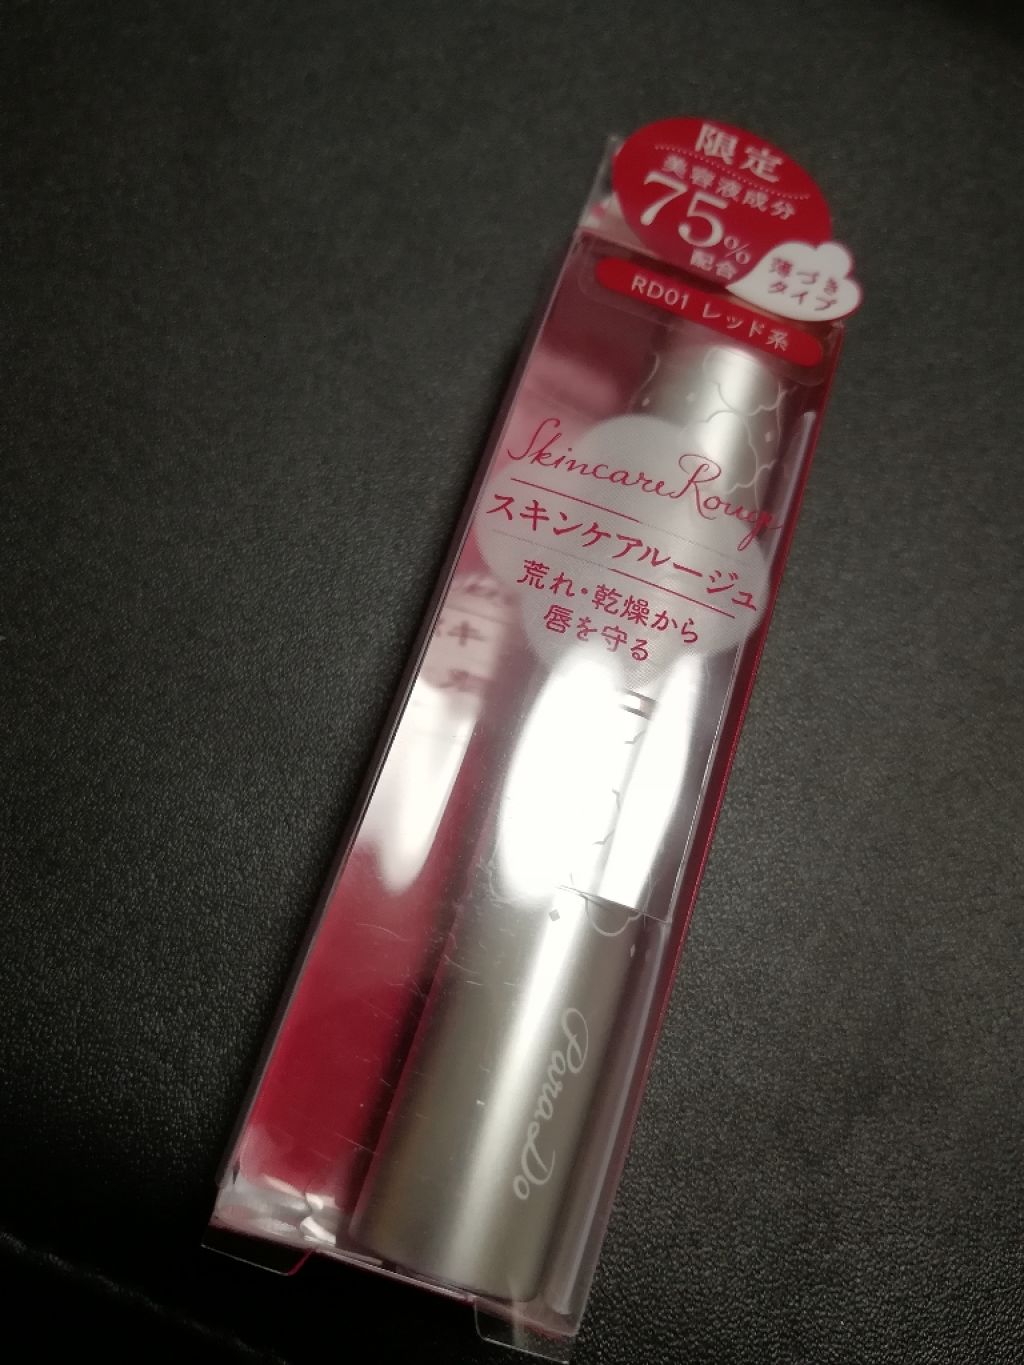 限定
美容液成分
75%
配合
薄づき
タイプ
RD01 レッド系
Skincare Rouge
スキンケアルージュ
荒れ・乾燥から
唇を守る
ParaDo